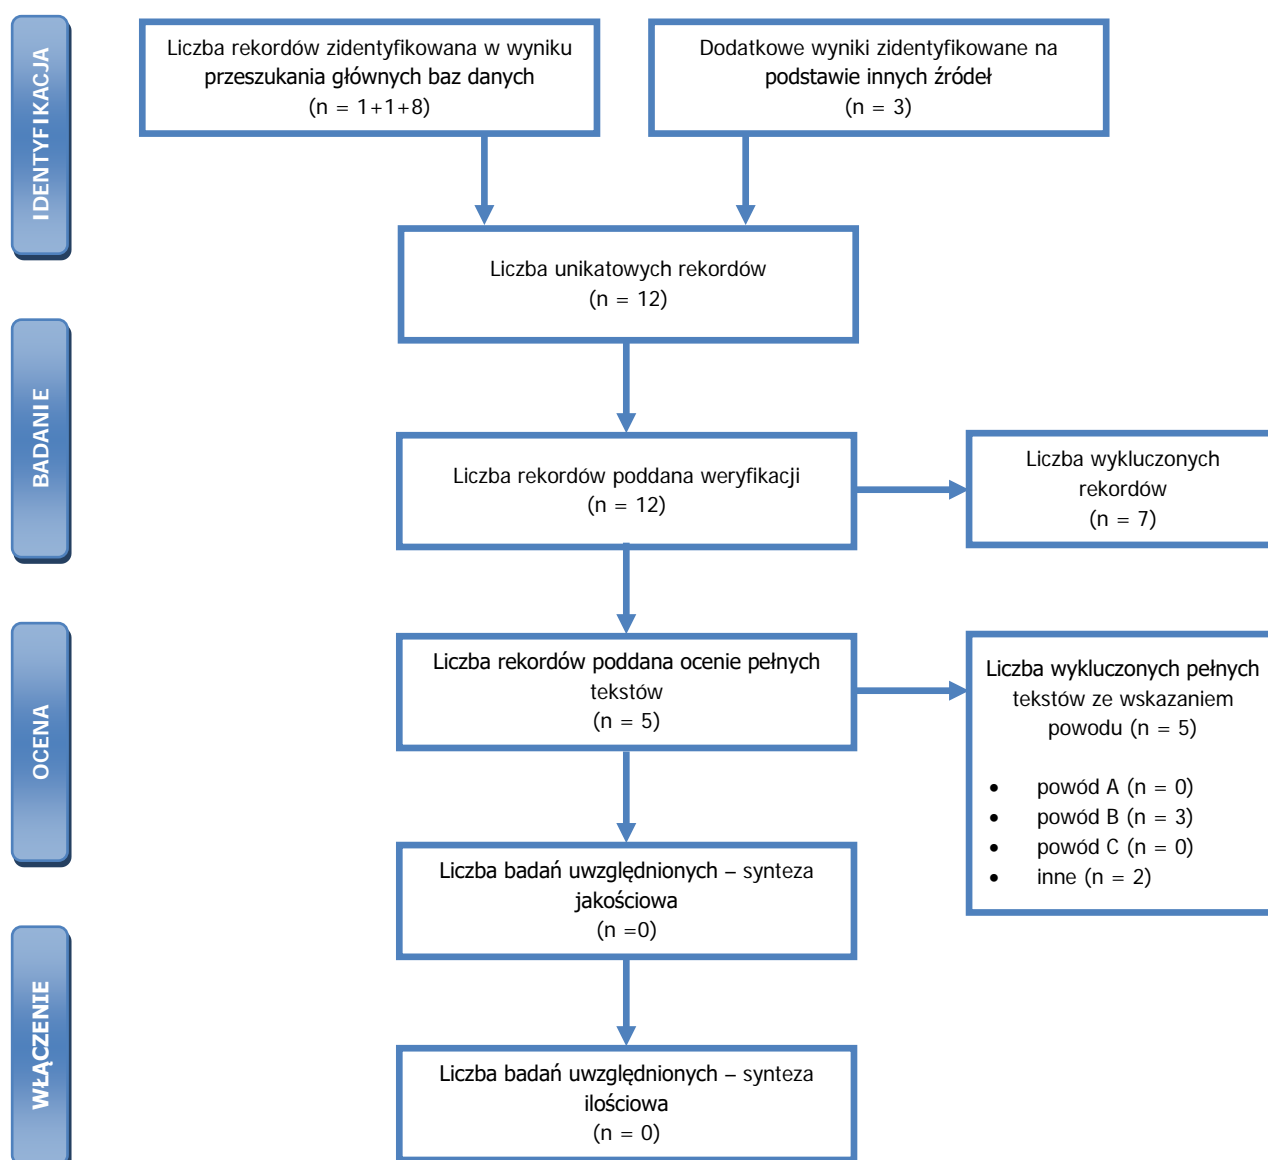 IDENTYFIKACJA
Liczba rekordów zidentyfikowana w wyniku
przeszukania głównych baz danych
(n = 1+1+8)
Dodatkowe wyniki zidentyfikowane na
podstawie innych źródeł
(n = 3)
Liczba unikatowych rekordów
(n = 12)
BADANIE
Liczba rekordów poddana weryfikacji
(n = 12)
Liczba wykluczonych
rekordów
(n = 7)
OCENA
Liczba rekordów poddana ocenie pełnych
tekstów
(n = 5)
Liczba wykluczonych pełnych
tekstów ze wskazaniem
powodu (n = 5)
• powód A (n = 0)
• powód B (n = 3)
• powód C (n = 0)
• inne (n = 2)
Liczba badań uwzględnionych – synteza
jakościowa
(n =0)
WŁĄCZENIE
Liczba badań uwzględnionych – synteza
ilościowa
(n = 0)